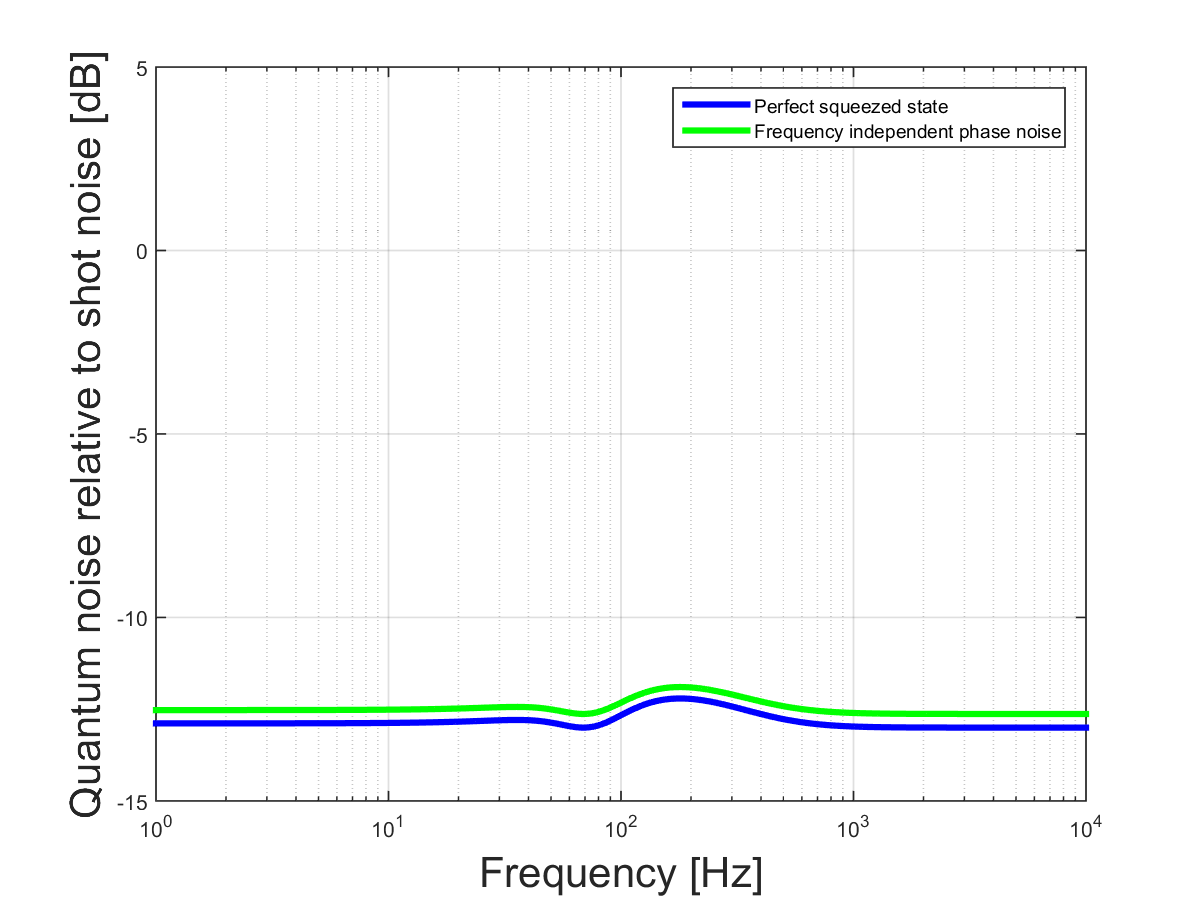 Quantum noise relative to shot noise [dB]
5
0
-5
-10
-15
Perfect squeezed state
Frequency independent phase noise
10^0 10^1 10^2 10^3 10^4
Frequency [Hz]